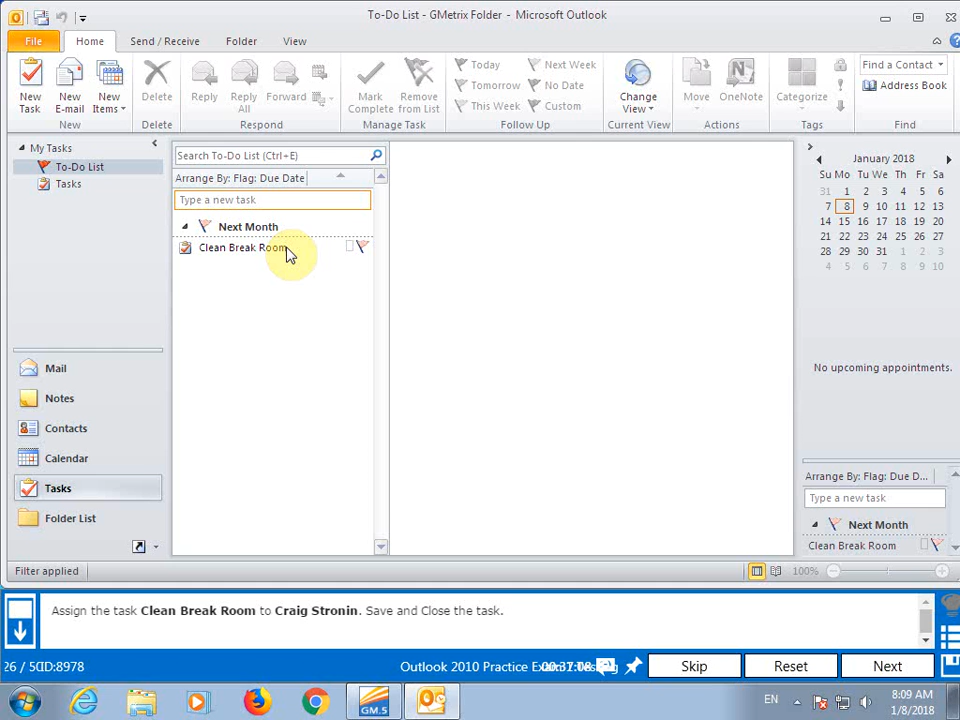 To-Do List - GMetrix Folder - Microsoft Outlook
File Home Send / Receive Folder View
New Task
New E-mail
New Items
New
Delete
Delete
Reply
Reply All
Forward
Respond
Mark Complete
Remove from List
Manage Task
Today
Tomorrow
This Week
Next Week
No Date
Custom
Follow Up
Change View
Current View
Move
OneNote
Actions
Categorize
Tags
Find a Contact
Address Book
Find
My Tasks
To-Do List
Tasks
Mail
Notes
Contacts
Calendar
Tasks
Folder List
Search To-Do List (Ctrl+E)
Arrange By: Flag: Due Date
Type a new task
Next Month
Clean Break Room
January 2018
Su Mo Tu We Th Fr Sa
31 1 2 3 4 5 6
7 8 9 10 11 12 13
14 15 16 17 18 19 20
21 22 23 24 25 26 27
28 29 30 31 1 2 3
4 5 6 7 8 9 10
No upcoming appointments.
Arrange By: Flag: Due D...
Type a new task
Next Month
Clean Break Room
Filter applied
100%
Assign the task Clean Break Room to Craig Stronin. Save and Close the task.
26 / 50 ID:8978
Outlook 2010 Practice Exam
Skip
Reset
Next
GM.5
EN
8:09 AM
1/8/2018